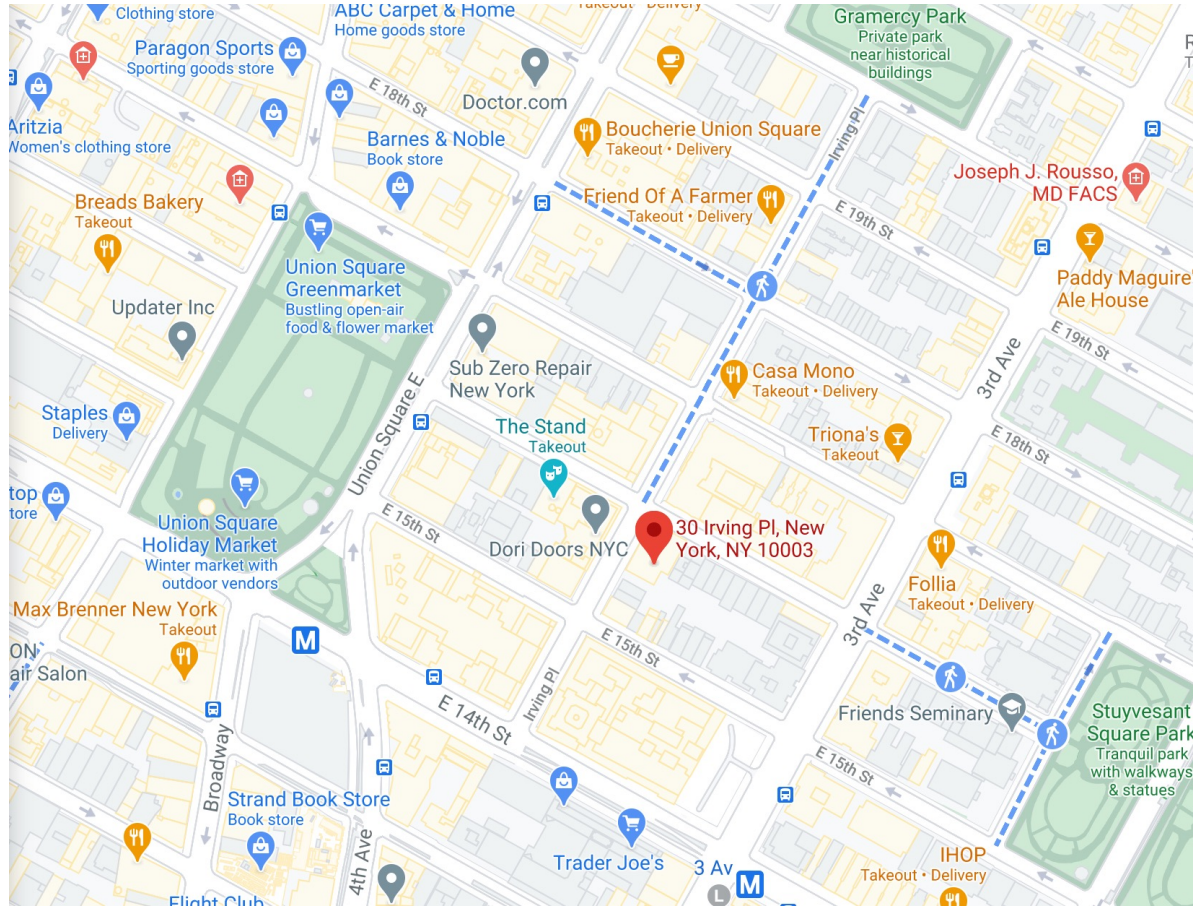 Clothing store
ABC Carpet & Home
Home goods store
Takeout • Delivery
Gramercy Park
Private park
near historical
buildings
Paragon Sports
Sporting goods store
E 18th St
Doctor.com
Irving Pl
Aritzia
Women's clothing store
Barnes & Noble
Book store
Boucherie Union Square
Takeout • Delivery
Joseph J. Rousso,
MD FACS
Breads Bakery
Takeout
Friend Of A Farmer
Takeout • Delivery
E 19th St
Union Square
Greenmarket
Bustling open-air
food & flower market
Paddy Maguire's
Ale House
Updater Inc
Sub Zero Repair
New York
Casa Mono
Takeout • Delivery
3rd Ave
E 19th St
Staples
Delivery
Union Square E
The Stand
Takeout
Triona's
Takeout
E 18th St
top
tore
Union Square
Holiday Market
Winter market with
outdoor vendors
E 15th St
Dori Doors NYC
30 Irving Pl, New
York, NY 10003
Follia
Takeout • Delivery
Max Brenner New York
Takeout
M
3rd Ave
ON
air Salon
E 15th St
Irving Pl
E 14th St
Friends Seminary
Stuyvesant
Square Park
Tranquil park
with walkways
& statues
Broadway
E 15th St
Strand Book Store
Book store
4th Ave
Trader Joe's
3 Av
M
L
IHOP
Takeout • Delivery
Flight Club